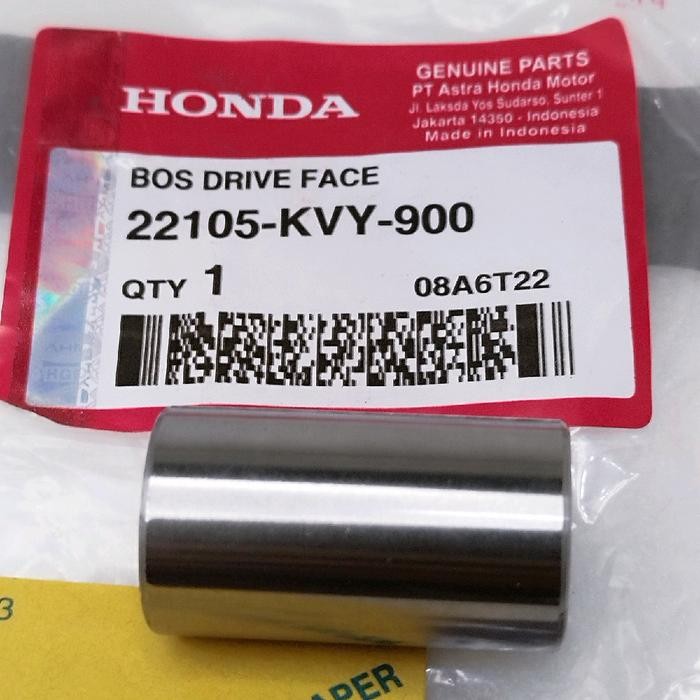 HONDA
GENUINE PARTS
PT Astra Honda Motor
Jl. Laksda Yos Sudarso, Sunter 1
Jakarta 14350 - Indonesia
Made in Indonesia
BOS DRIVE FACE
22105-KVY-900
QTY 1
08A6T22
3
APER